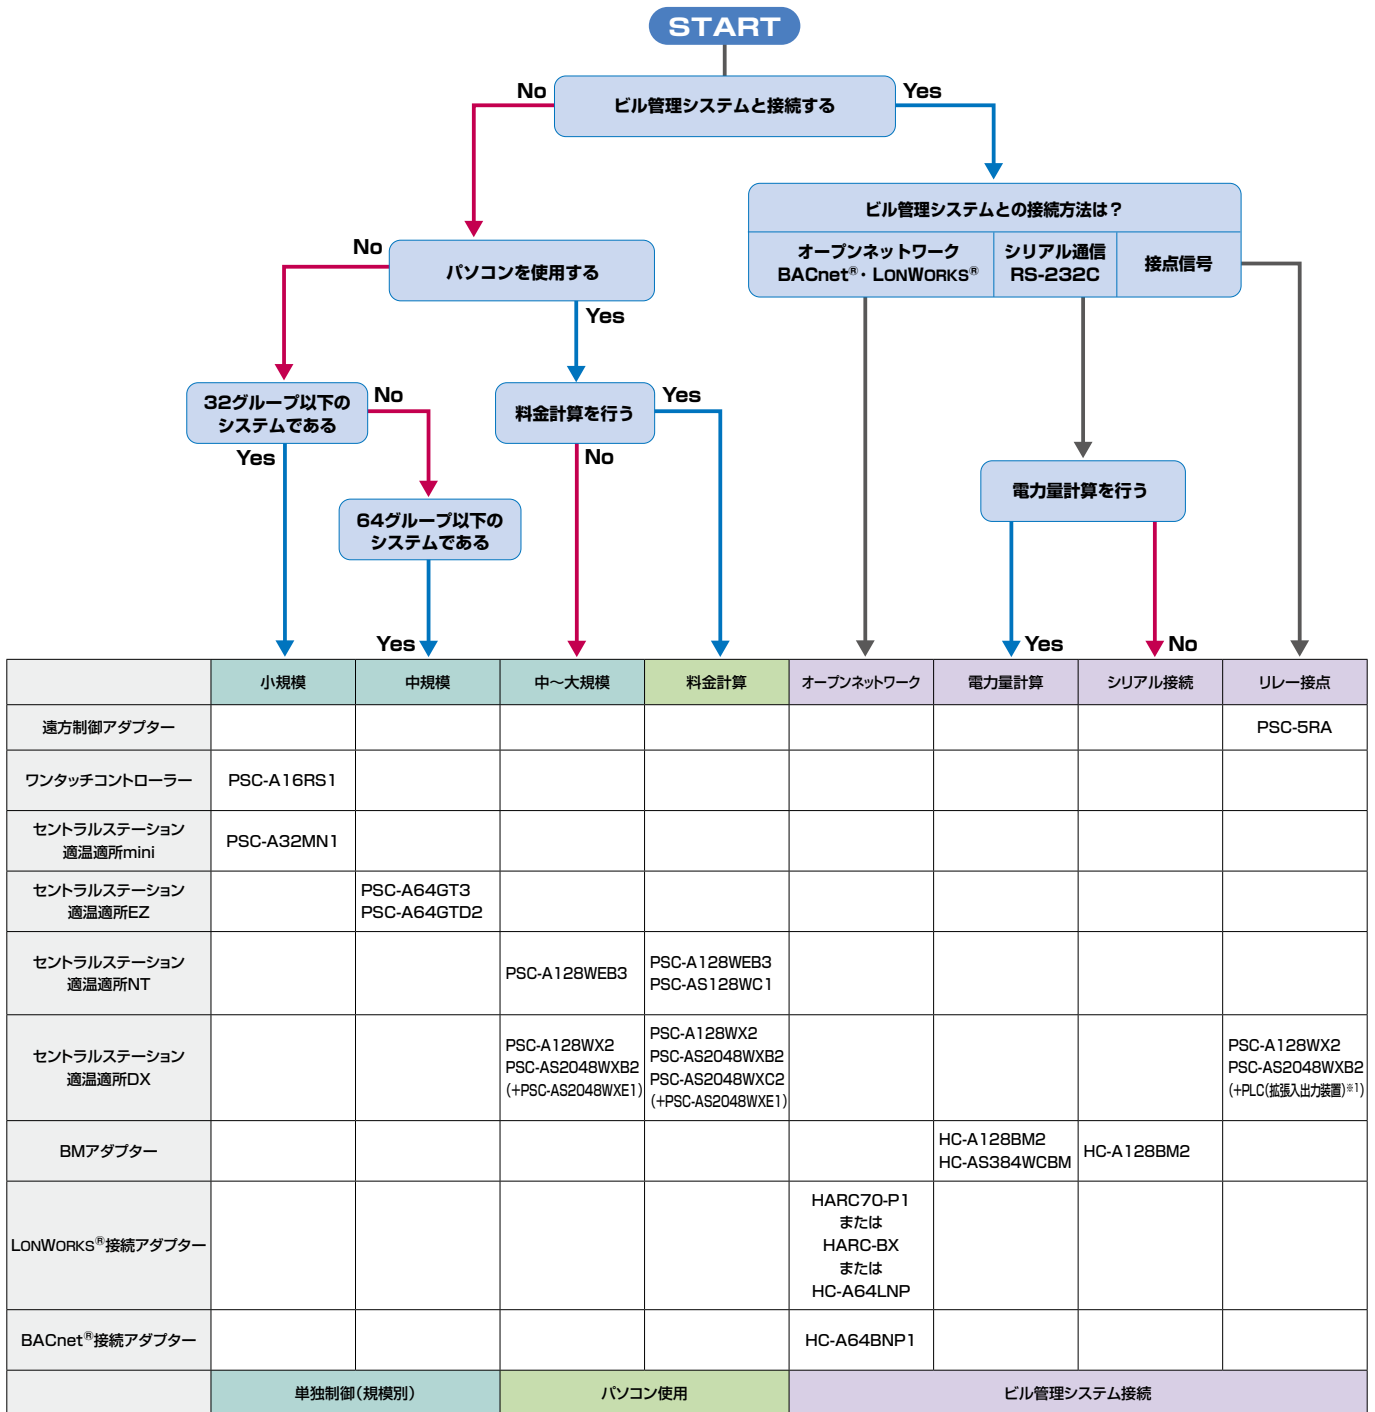 START
No
Yes
ビル管理システムと接続する
ビル管理システムとの接続方法は？
オープンネットワーク
BACnet®・LONWORKS®
シリアル通信
RS-232C
接点信号
No
パソコンを使用する
Yes
32グループ以下の
システムである
No
Yes
料金計算を行う
Yes
No
64グループ以下の
システムである
Yes
電力量計算を行う
Yes
No
小規模
中規模
中〜大規模
料金計算
オープンネットワーク
電力量計算
シリアル接続
リレー接点
遠方制御アダプター
PSC-5RA
ワンタッチコントローラー
PSC-A16RS1
セントラルステーション
適温適所mini
PSC-A32MN1
セントラルステーション
適温適所EZ
PSC-A64GT3
PSC-A64GTD2
セントラルステーション
適温適所NT
PSC-A128WEB3
PSC-A128WEB3
PSC-AS128WC1
セントラルステーション
適温適所DX
PSC-A128WX2
PSC-AS2048WXB2
(+PSC-AS2048WXE1)
PSC-A128WX2
PSC-AS2048WXB2
PSC-AS2048WXC2
(+PSC-AS2048WXE1)
PSC-A128WX2
PSC-AS2048WXB2
(+PLC(拡張入出力装置)※1)
BMアダプター
HC-A128BM2
HC-AS384WCBM
HC-A128BM2
LONWORKS®接続アダプター
HARC70-P1
または
HARC-BX
または
HC-A64LNP
BACnet®接続アダプター
HC-A64BNP1
単独制御（規模別）
パソコン使用
ビル管理システム接続